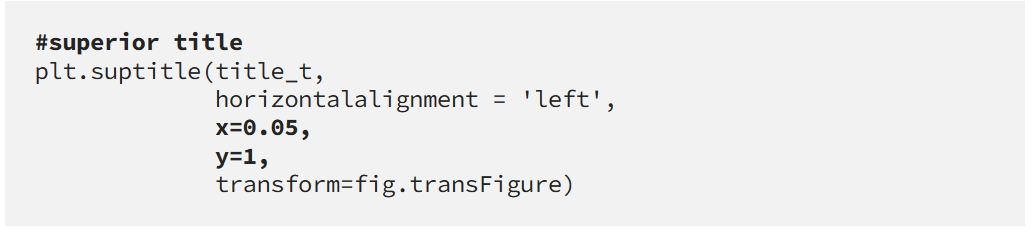 #superior title
plt.suptitle(title_t,
horizontalalignment = 'left',
x=0.05,
y=1,
transform=fig.transFigure)